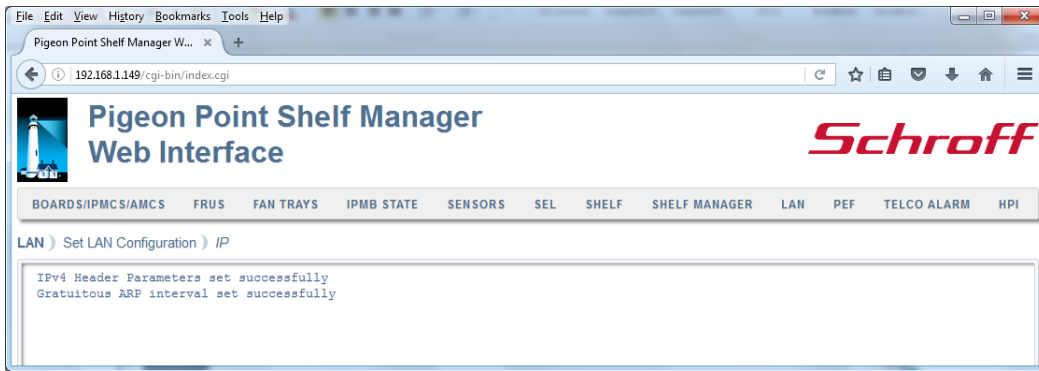 File Edit View History Bookmarks Tools Help
Pigeon Point Shelf Manager W... × +
192.168.1.149/cgi-bin/index.cgi
Pigeon Point Shelf Manager
Web Interface
Schroff
BOARDS/IPMCS/AMCS FRUS FAN TRAYS IPMB STATE SENSORS SEL SHELF SHELF MANAGER LAN PEF TELCO ALARM HPI
LAN ) Set LAN Configuration ) IP
IPv4 Header Parameters set successfully
Gratuitous ARP interval set successfully